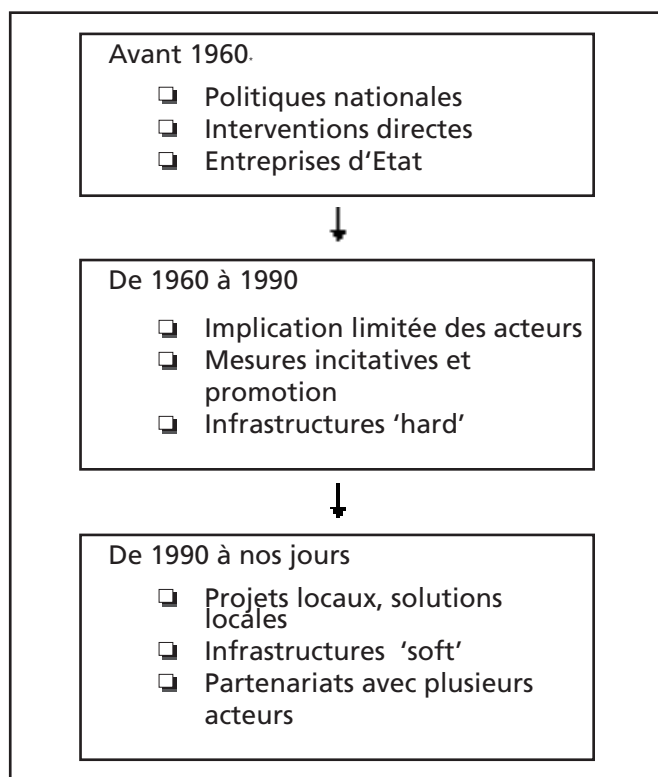 Avant 1960.
❏ Politiques nationales
❏ Interventions directes
❏ Entreprises d‘Etat
De 1960 à 1990
❏ Implication limitée des acteurs
❏ Mesures incitatives et
promotion
❏ Infrastructures ‘hard’
De 1990 à nos jours
❏ Projets locaux, solutions
locales
❏ Infrastructures ‘soft’
❏ Partenariats avec plusieurs
acteurs